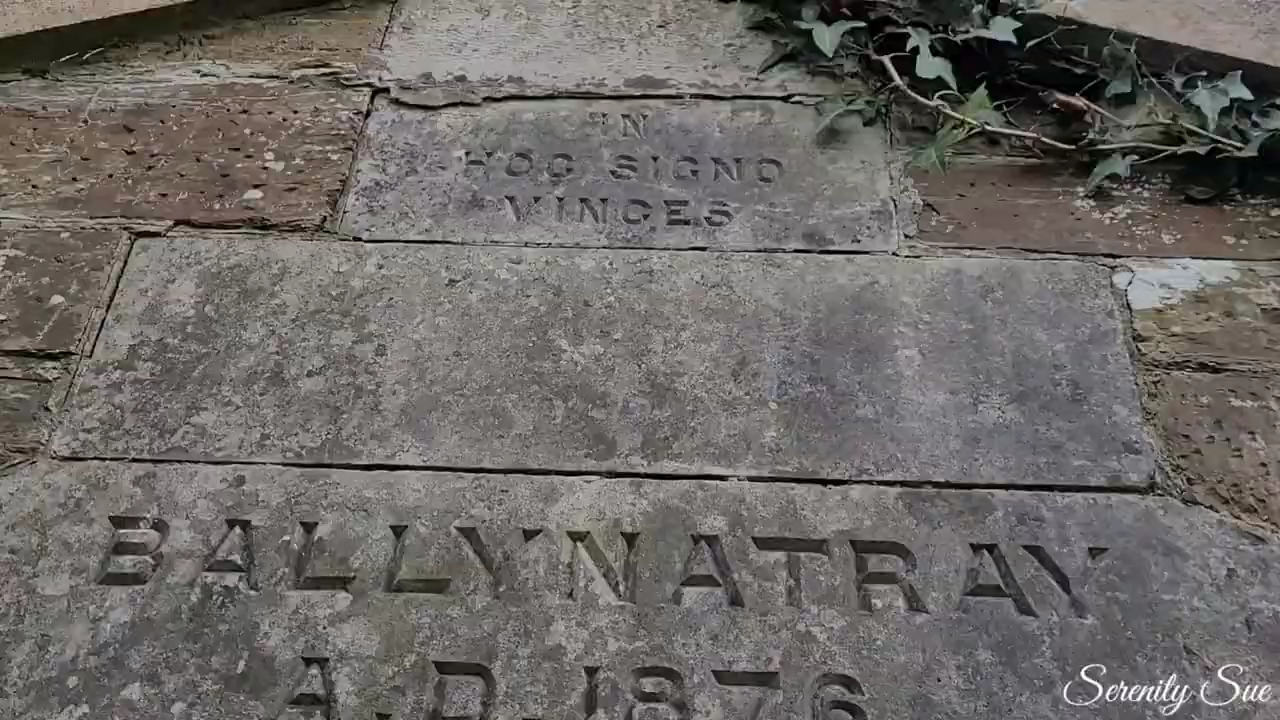 IN
HOC SIGNO
VINCES
BALLYNATRAY
A.D.1876
Serenity Sue